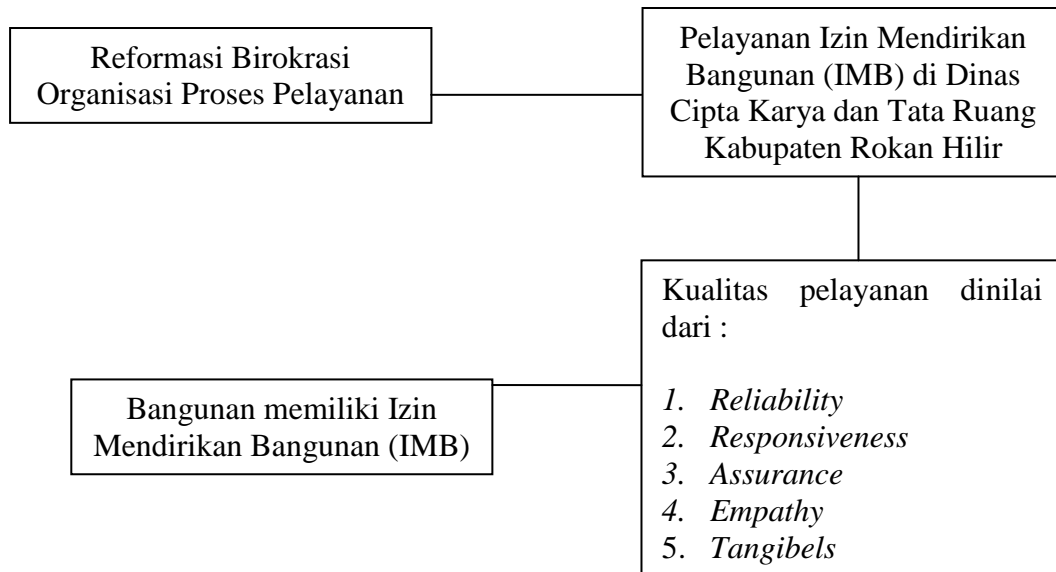 Reformasi Birokrasi
Organisasi Proses Pelayanan
Pelayanan Izin Mendirikan
Bangunan (IMB) di Dinas
Cipta Karya dan Tata Ruang
Kabupaten Rokan Hilir
Kualitas pelayanan dinilai
dari :
1. Reliability
2. Responsiveness
3. Assurance
4. Empathy
5. Tangibels
Bangunan memiliki Izin
Mendirikan Bangunan (IMB)